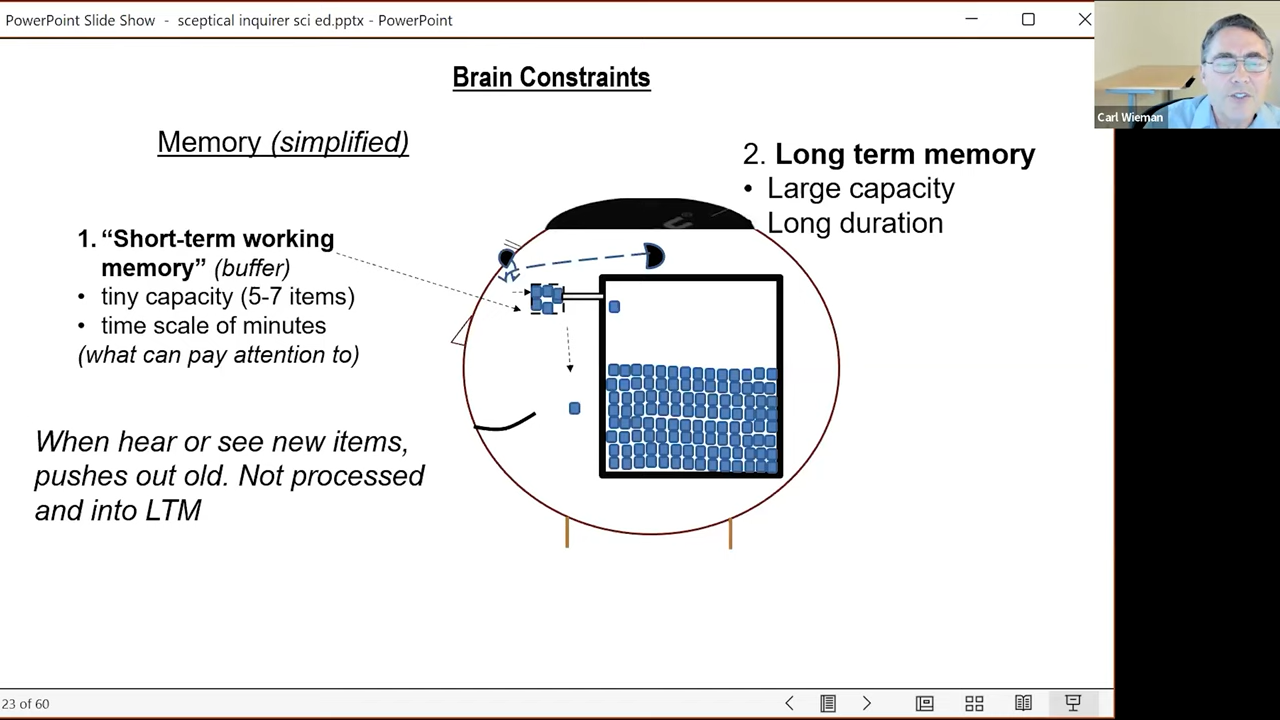 PowerPoint Slide Show - sceptical inquirer sci ed.pptx - PowerPoint
Carl Wieman
Brain Constraints
Memory (simplified)
1. “Short-term working
memory” (buffer)
• tiny capacity (5-7 items)
• time scale of minutes
(what can pay attention to)
When hear or see new items,
pushes out old. Not processed
and into LTM
2. Long term memory
• Large capacity
• Long duration
23 of 60